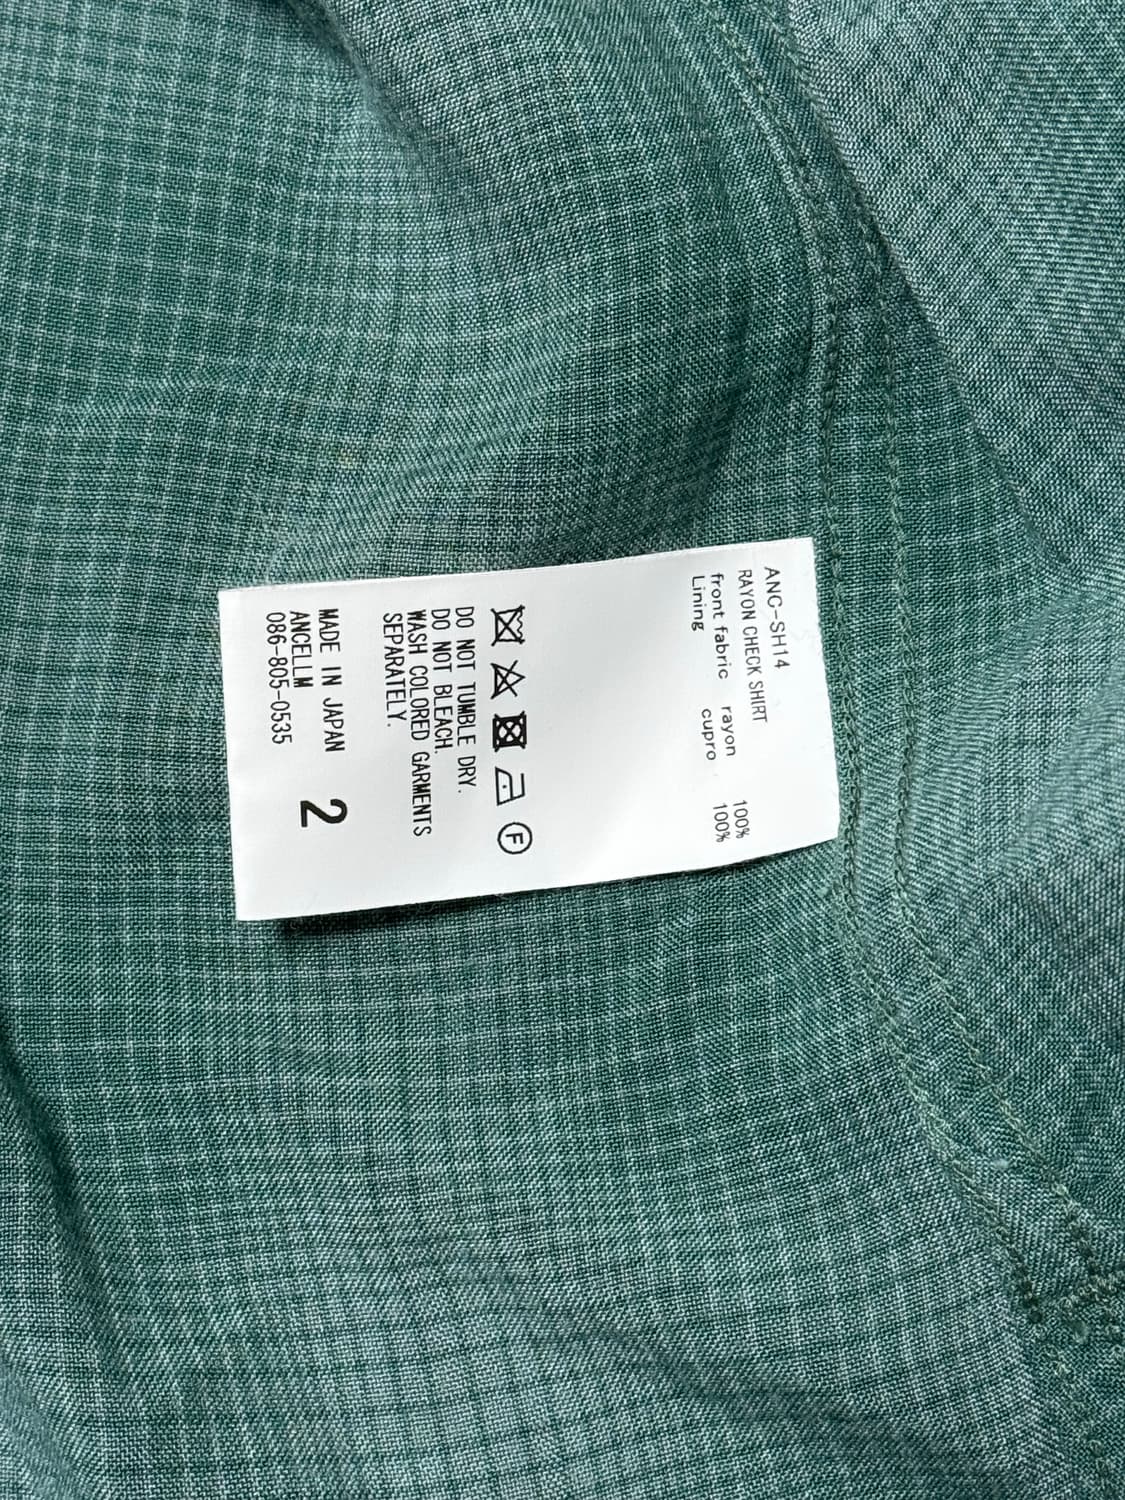 ANC-SH14
RAYON CHECK SHIRT
front fabric rayon 100%
Lining cupro 100%
F
DO NOT TUMBLE DRY.
DO NOT BLEACH.
WASH COLORED GARMENTS
SEPARATELY.
MADE IN JAPAN 2
ANCELLM
086-805-0535